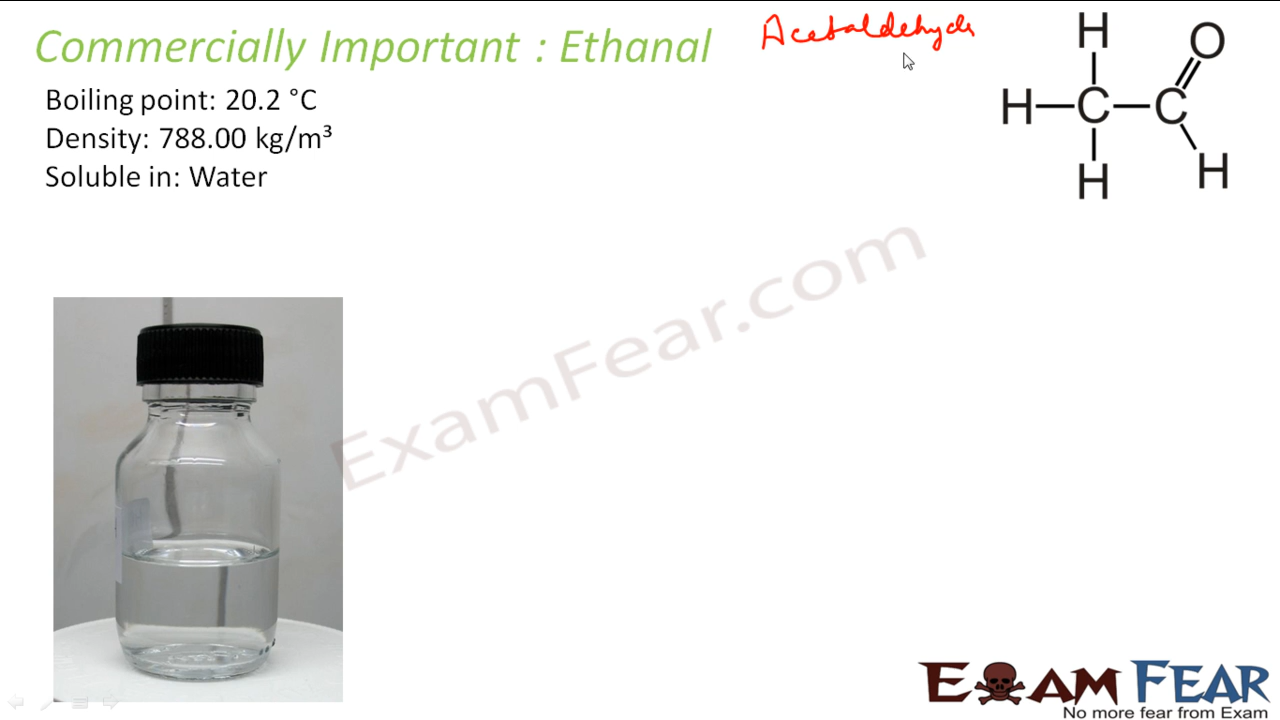 Commercially Important : Ethanal
Acetaldehyde
Boiling point: 20.2 °C
Density: 788.00 kg/m³
Soluble in: Water
H
O
H C C
H H
ExamFear.com
EXAM FEAR
No more fear from Exam